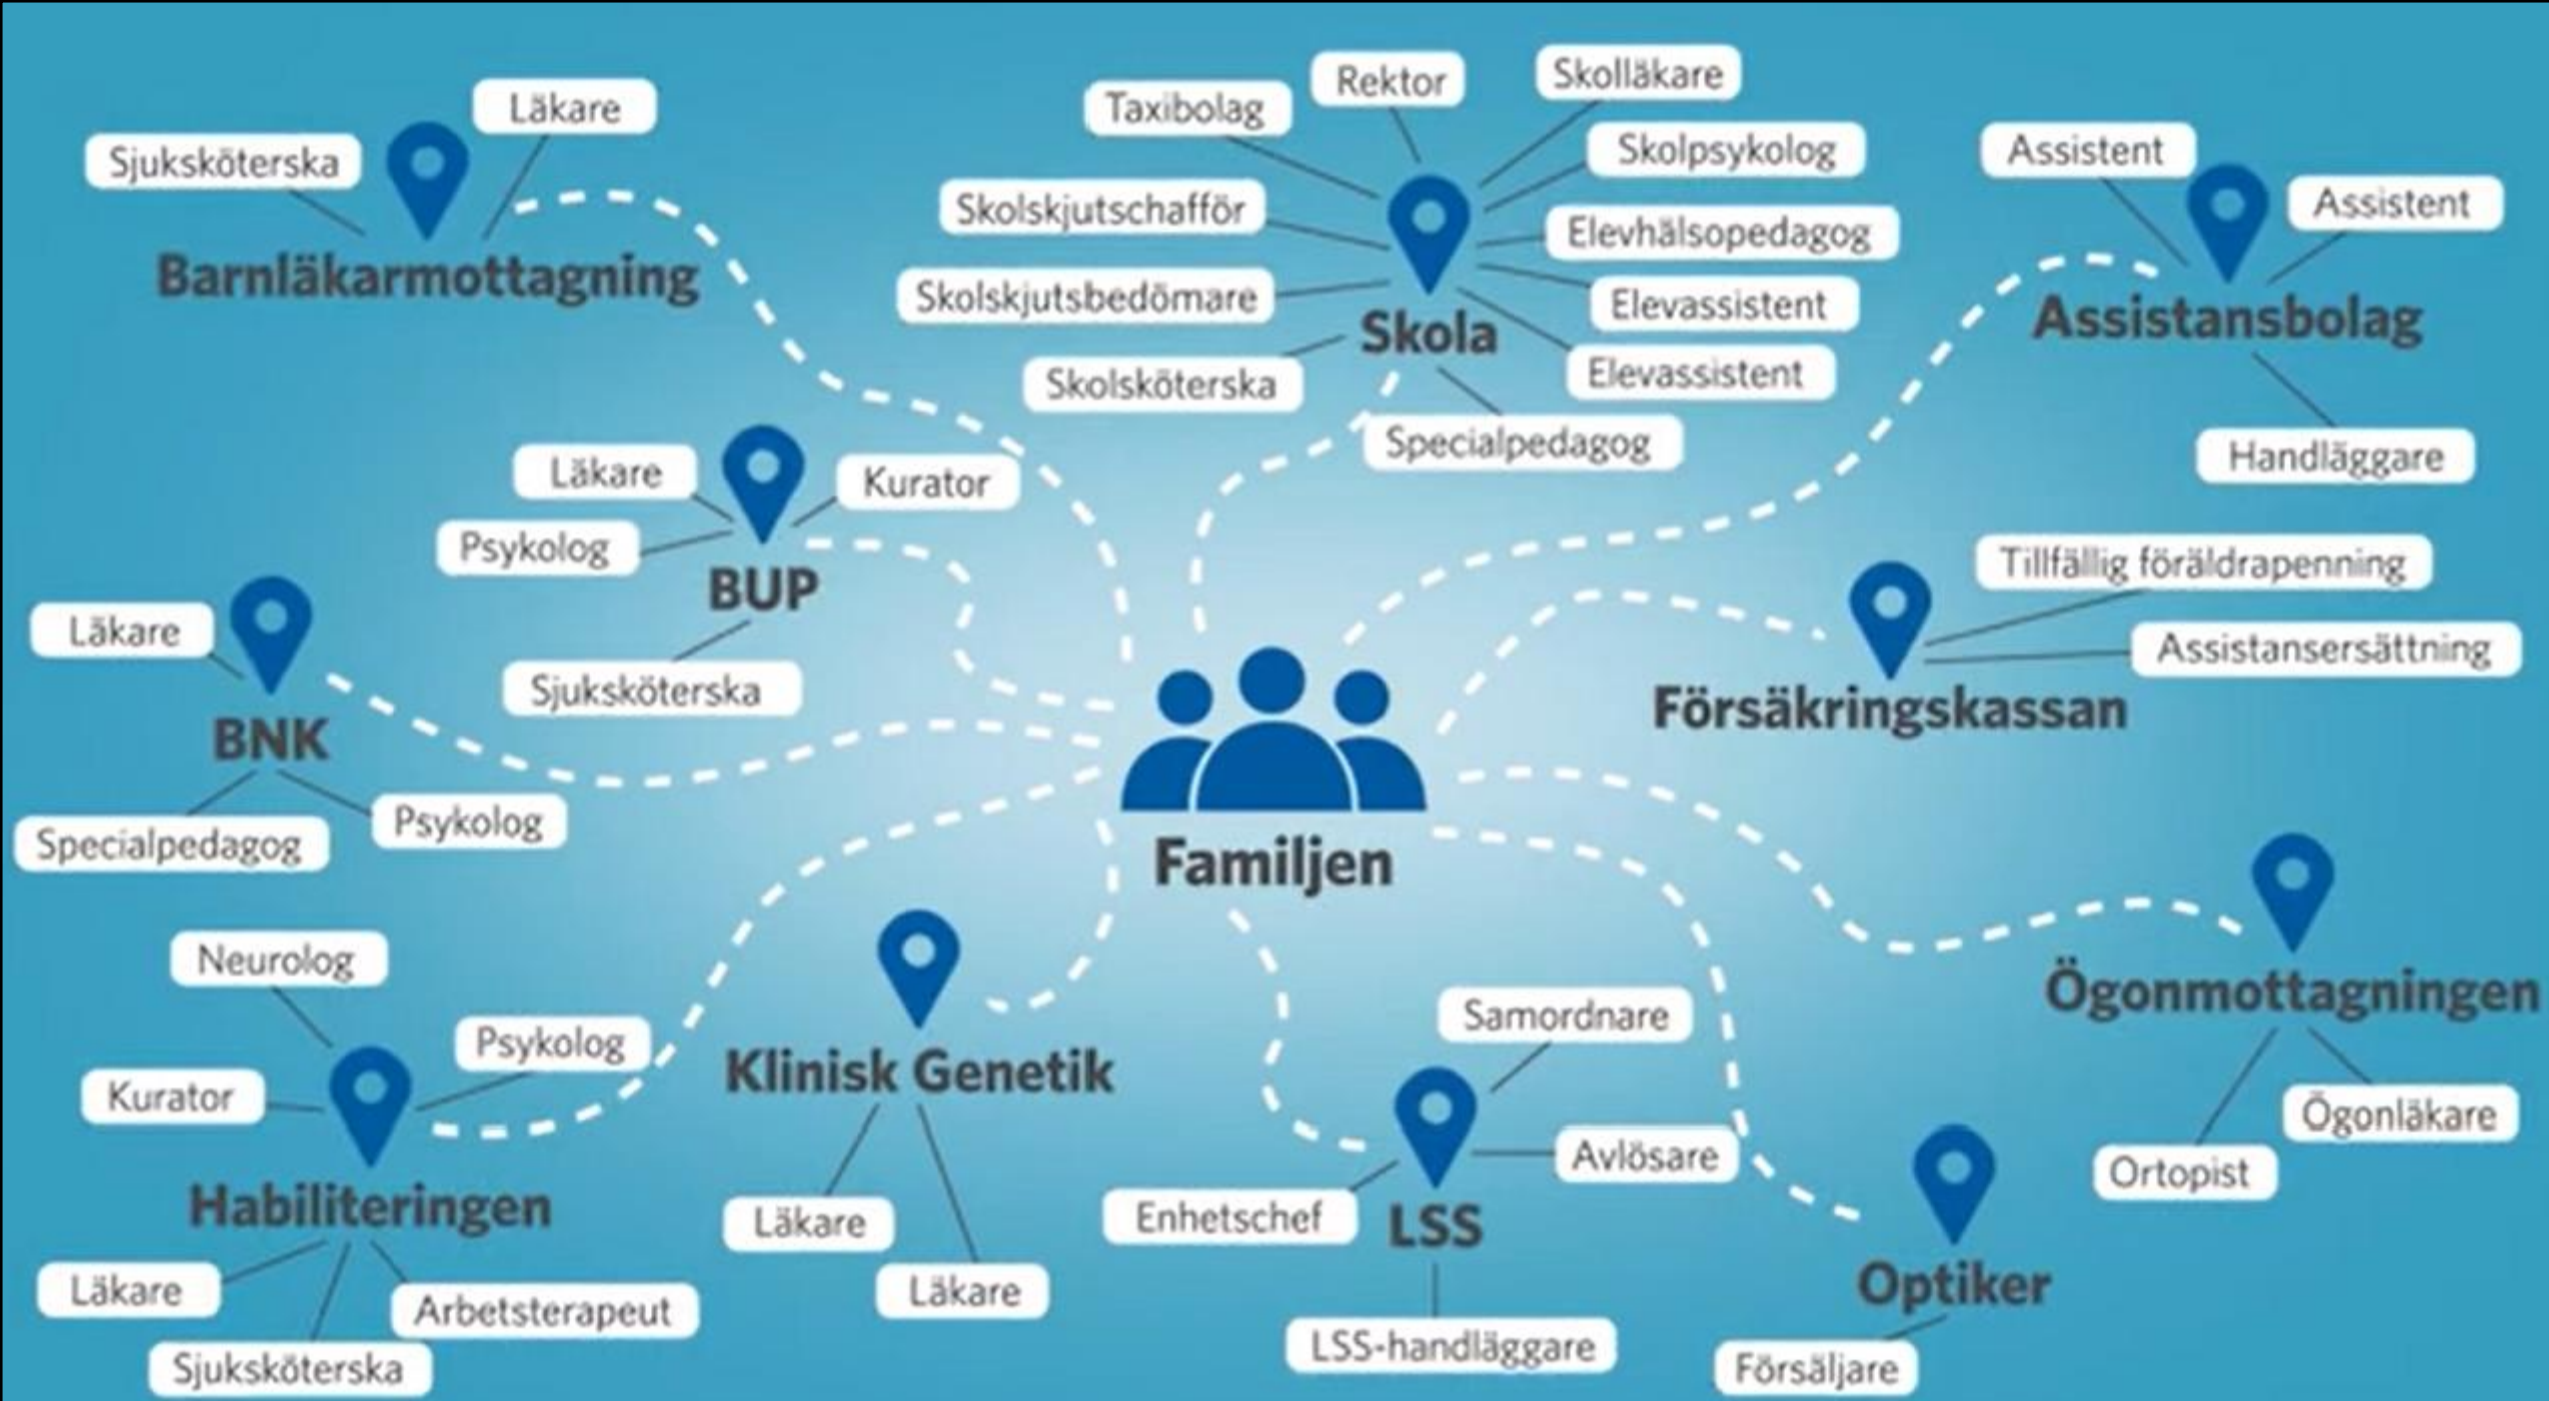 Sjuksköterska
Läkare
Barnläkarmottagning
Taxibolag
Rektor
Skolläkare
Skolpsykolog
Skolskjutschafför
Elevhälsopedagog
Skolskjutsbedömare
Elevassistent
Skola
Skolsköterska
Elevassistent
Specialpedagog
Assistent
Assistent
Assistansbolag
Handläggare
Läkare
Kurator
Psykolog
BUP
Sjuksköterska
Tillfällig föräldrapenning
Assistansersättning
Försäkringskassan
Läkare
BNK
Specialpedagog
Psykolog
Familjen
Neurolog
Psykolog
Kurator
Habiliteringen
Läkare
Arbetsterapeut
Sjuksköterska
Klinisk Genetik
Läkare
Läkare
Samordnare
Avlösare
Enhetschef
LSS
LSS-handläggare
Ögonmottagningen
Ögonläkare
Ortopist
Optiker
Försäljare